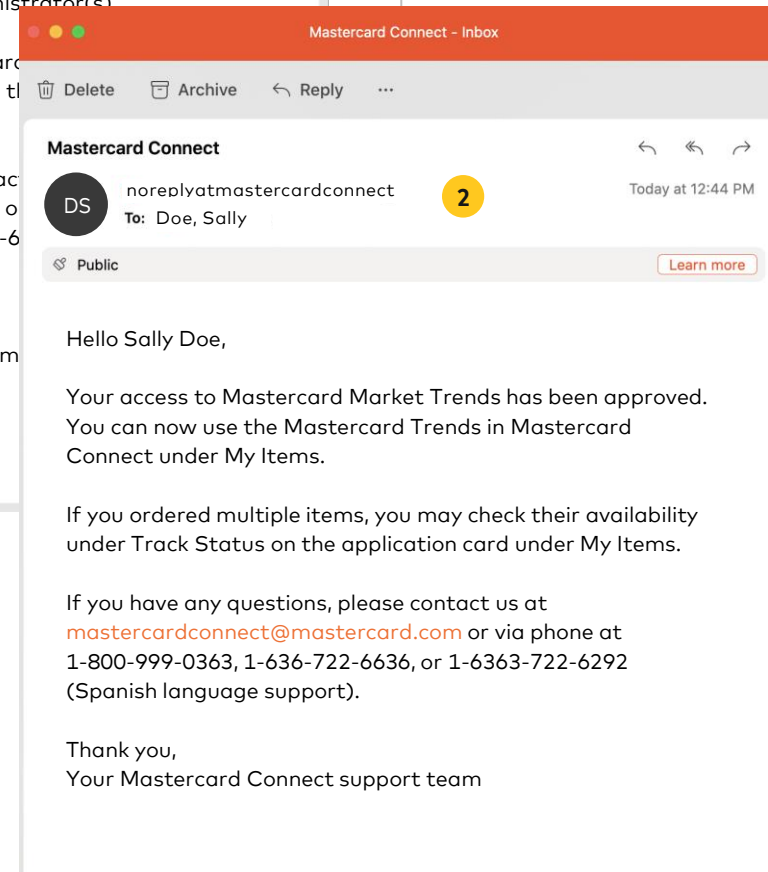 Mastercard Connect - Inbox
Delete Archive Reply ...
Mastercard Connect
DS
noreplyatmastercardconnect
2
Today at 12:44 PM
To: Doe, Sally
Public
Learn more
Hello Sally Doe,
Your access to Mastercard Market Trends has been approved.
You can now use the Mastercard Trends in Mastercard
Connect under My Items.
If you ordered multiple items, you may check their availability
under Track Status on the application card under My Items.
If you have any questions, please contact us at
mastercardconnect@mastercard.com or via phone at
1-800-999-0363, 1-636-722-6636, or 1-6363-722-6292
(Spanish language support).
Thank you,
Your Mastercard Connect support team